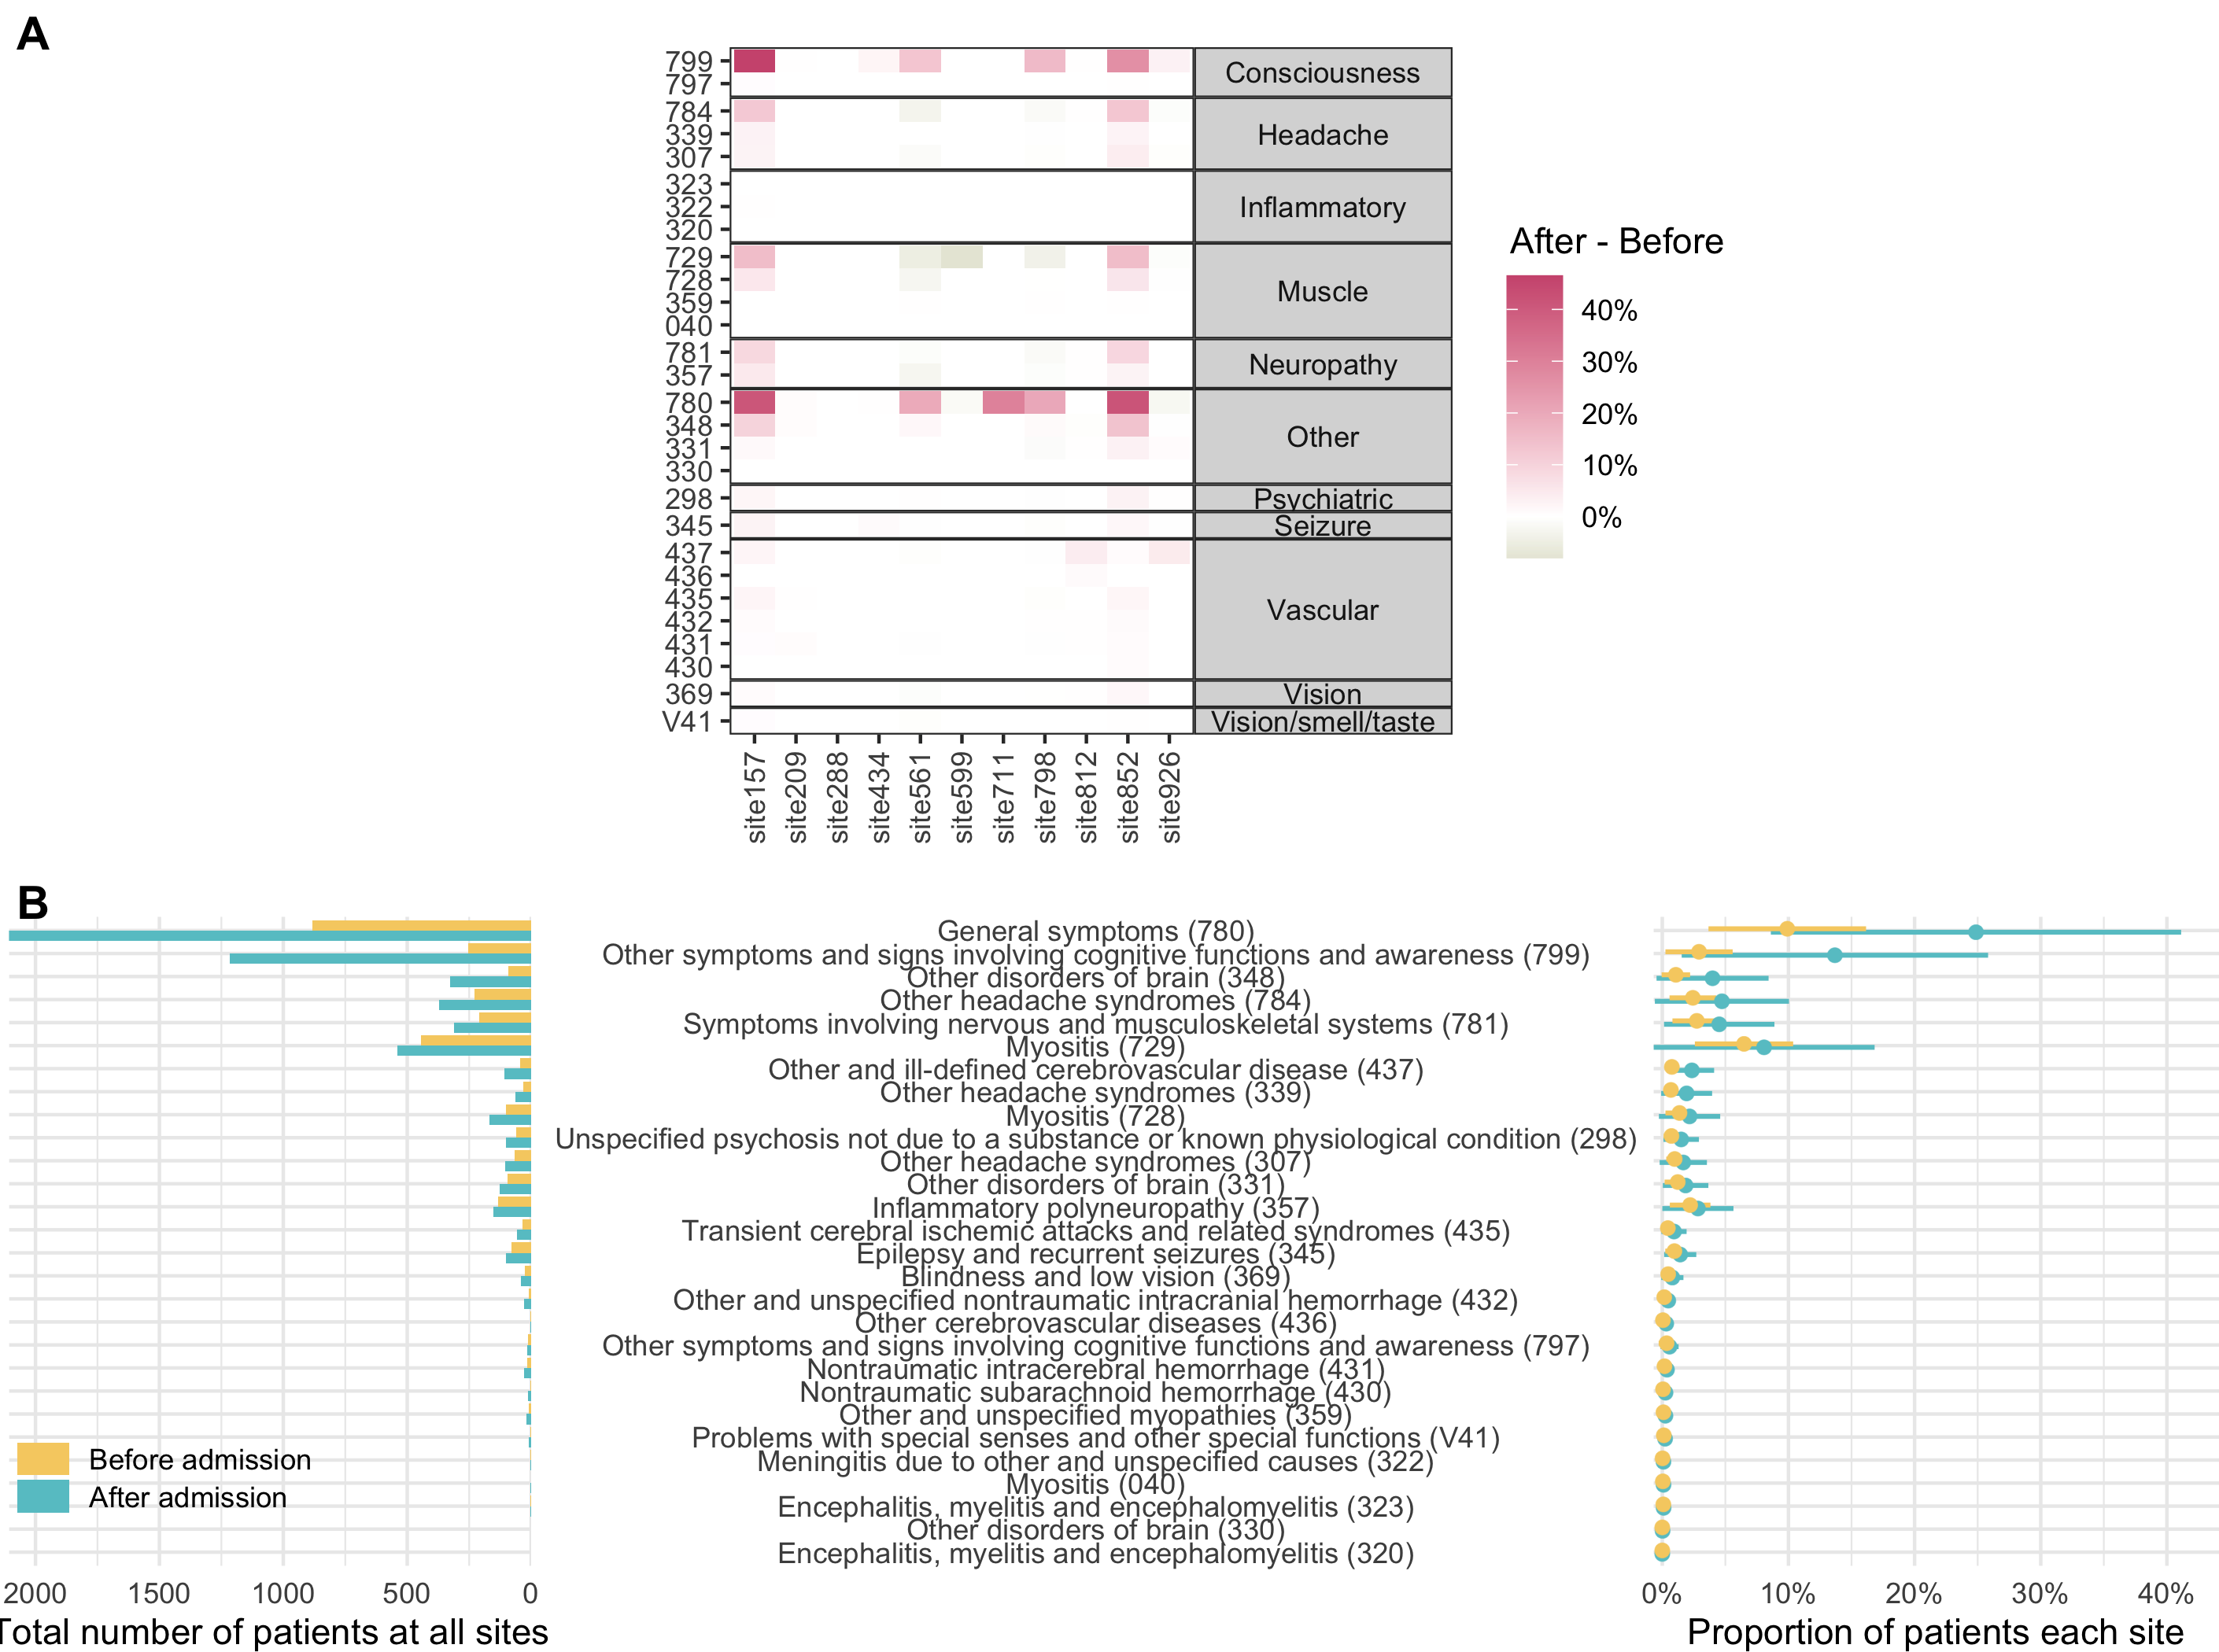 A
799
797
Consciousness
784
339
307
Headache
323
322
320
Inflammatory
729
728
359
040
Muscle
781
357
Neuropathy
780
348
331
330
Other
298
Psychiatric
345
Seizure
437
436
435
432
431
430
Vascular
369
Vision
V41
Vision/smell/taste
site157
site209
site288
site434
site561
site599
site711
site798
site812
site852
site926
After - Before
40%
30%
20%
10%
0%
B
General symptoms (780)
Other symptoms and signs involving cognitive functions and awareness (799)
Other disorders of brain (348)
Other headache syndromes (784)
Symptoms involving nervous and musculoskeletal systems (781)
Myositis (729)
Other and ill-defined cerebrovascular disease (437)
Other headache syndromes (339)
Myositis (728)
Unspecified psychosis not due to a substance or known physiological condition (298)
Other headache syndromes (307)
Other disorders of brain (331)
Inflammatory polyneuropathy (357)
Transient cerebral ischemic attacks and related syndromes (435)
Epilepsy and recurrent seizures (345)
Blindness and low vision (369)
Other and unspecified nontraumatic intracranial hemorrhage (432)
Other cerebrovascular diseases (436)
Other symptoms and signs involving cognitive functions and awareness (797)
Nontraumatic intracerebral hemorrhage (431)
Nontraumatic subarachnoid hemorrhage (430)
Other and unspecified myopathies (359)
Problems with special senses and other special functions (V41)
Meningitis due to other and unspecified causes (322)
Myositis (040)
Encephalitis, myelitis and encephalomyelitis (323)
Other disorders of brain (330)
Encephalitis, myelitis and encephalomyelitis (320)
Before admission
After admission
2000 1500 1000 500 0
Total number of patients at all sites
0% 10% 20% 30% 40%
Proportion of patients each site